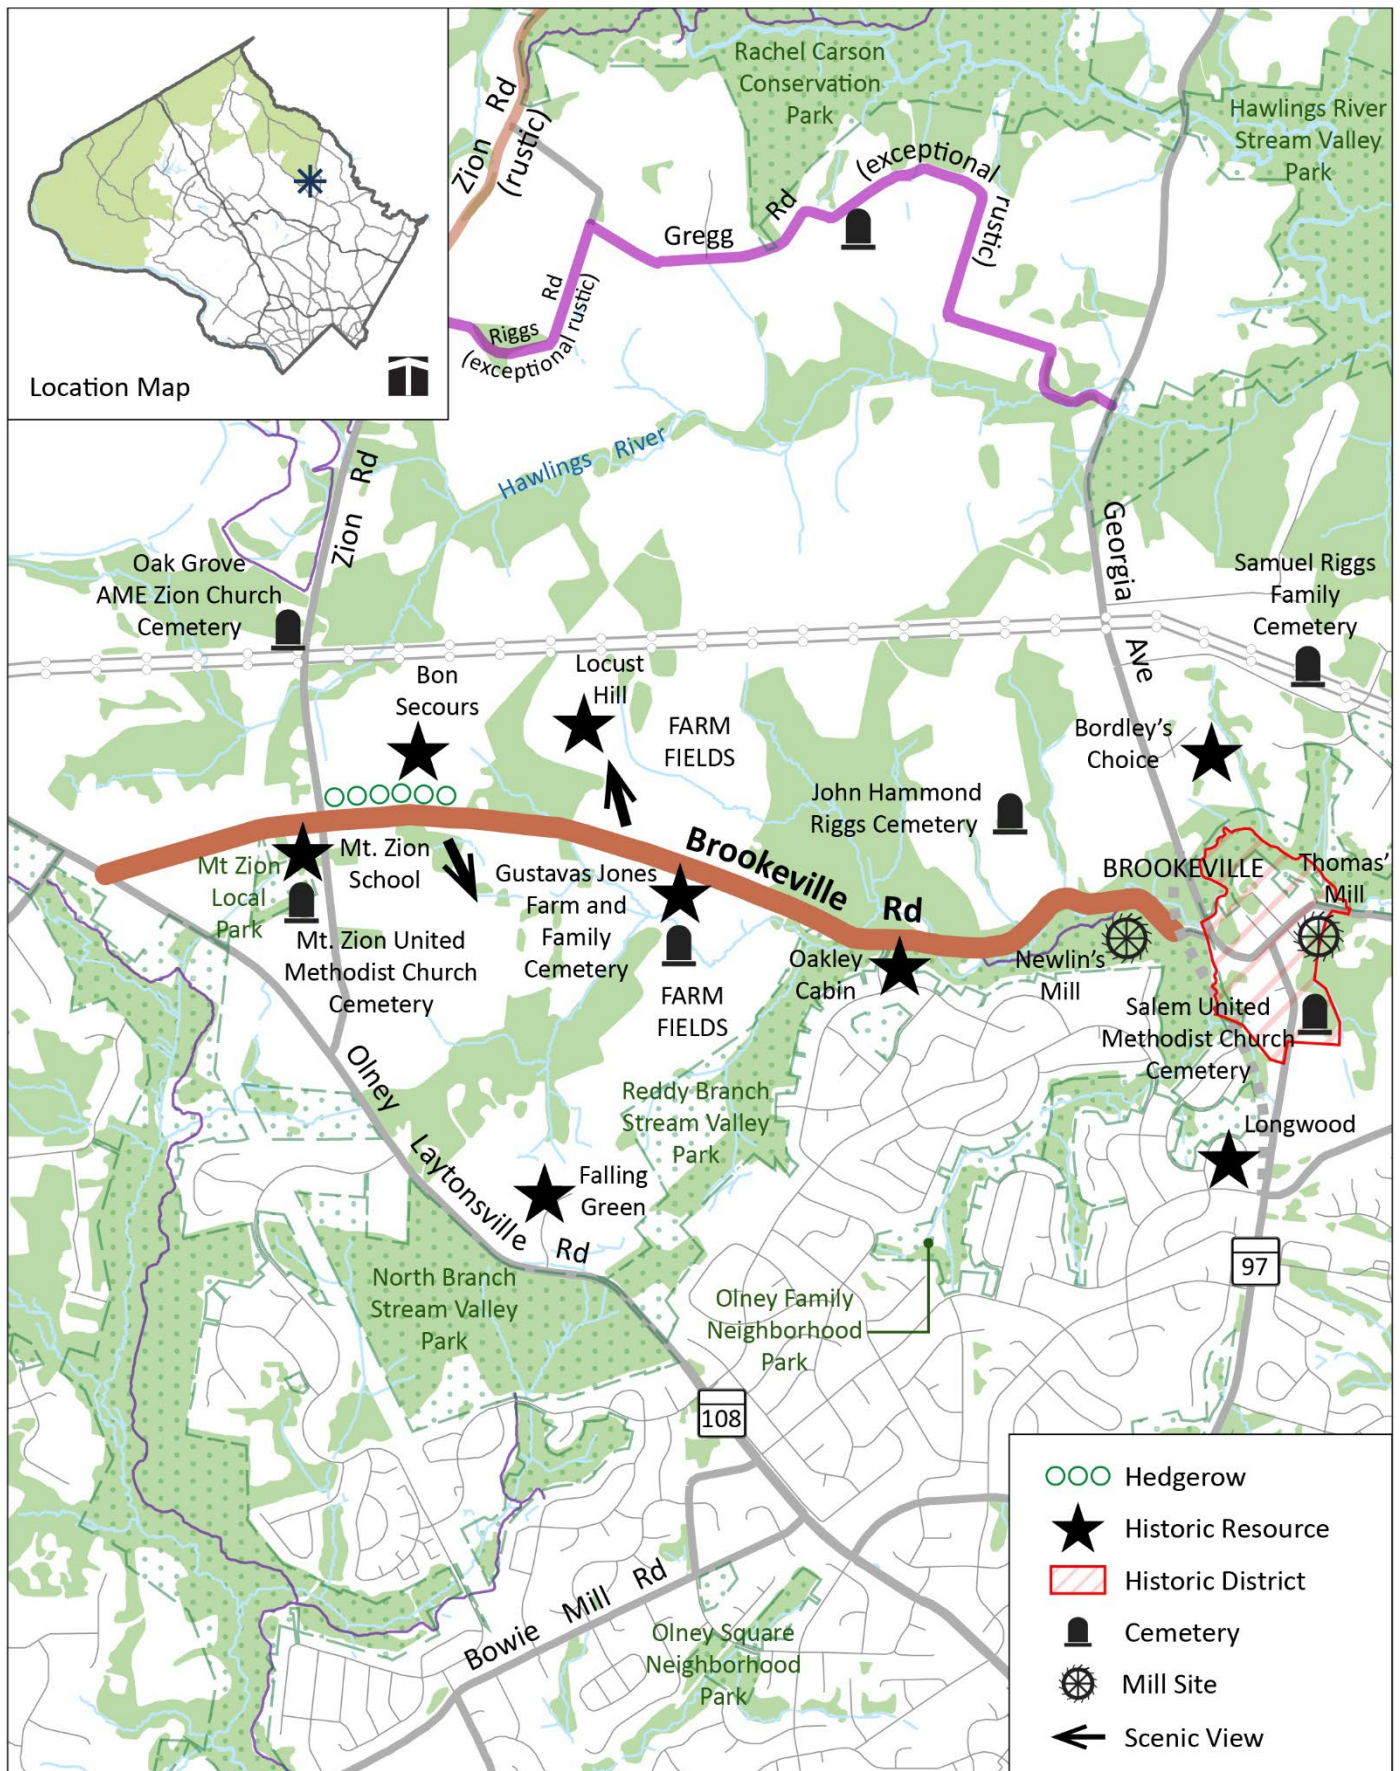 Location Map
Zion Rd
(rustic)
Rachel Carson
Conservation
Park
Hawlings River
Stream Valley
Park
Gregg Rd
(exceptional rustic)
Riggs Rd
(exceptional rustic)
Hawlings River
Zion Rd
Georgia Ave
Oak Grove
AME Zion Church
Cemetery
Samuel Riggs
Family
Cemetery
Bon
Secours
Locust
Hill
FARM
FIELDS
Bordley's
Choice
John Hammond
Riggs Cemetery
Brookeville Rd
BROOKEVILLE
Thomas'
Mill
Mt Zion
Local
Park
Mt. Zion
School
Gustavas Jones
Farm and
Family
Cemetery
Mt. Zion United
Methodist Church
Cemetery
FARM
FIELDS
Oakley
Cabin
Newlin's
Mill
Salem United
Methodist Church
Cemetery
Olney Laytonsville Rd
Reddy Branch
Stream Valley
Park
Longwood
Falling
Green
North Branch
Stream Valley
Park
Olney Family
Neighborhood
Park
97
108
Bowie Mill Rd
Olney Square
Neighborhood
Park
Hedgerow
Historic Resource
Historic District
Cemetery
Mill Site
Scenic View